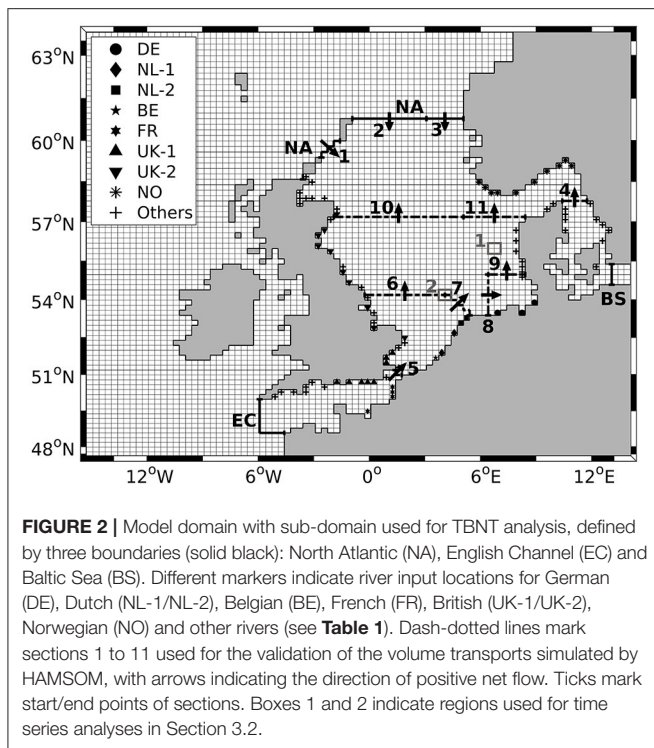 DE
NL-1
NL-2
BE
FR
UK-1
UK-2
NO
Others
63°N
60°N
57°N
54°N
51°N
48°N
12°W
6°W
0°
6°E
12°E
NA
2
3
NA
1
4
10
11
1
9
BS
6
2
7
8
5
EC
FIGURE 2 | Model domain with sub-domain used for TBNT analysis, defined
by three boundaries (solid black): North Atlantic (NA), English Channel (EC) and
Baltic Sea (BS). Different markers indicate river input locations for German
(DE), Dutch (NL-1/NL-2), Belgian (BE), French (FR), British (UK-1/UK-2),
Norwegian (NO) and other rivers (see Table 1). Dash-dotted lines mark
sections 1 to 11 used for the validation of the volume transports simulated by
HAMSOM, with arrows indicating the direction of positive net flow. Ticks mark
start/end points of sections. Boxes 1 and 2 indicate regions used for time
series analyses in Section 3.2.